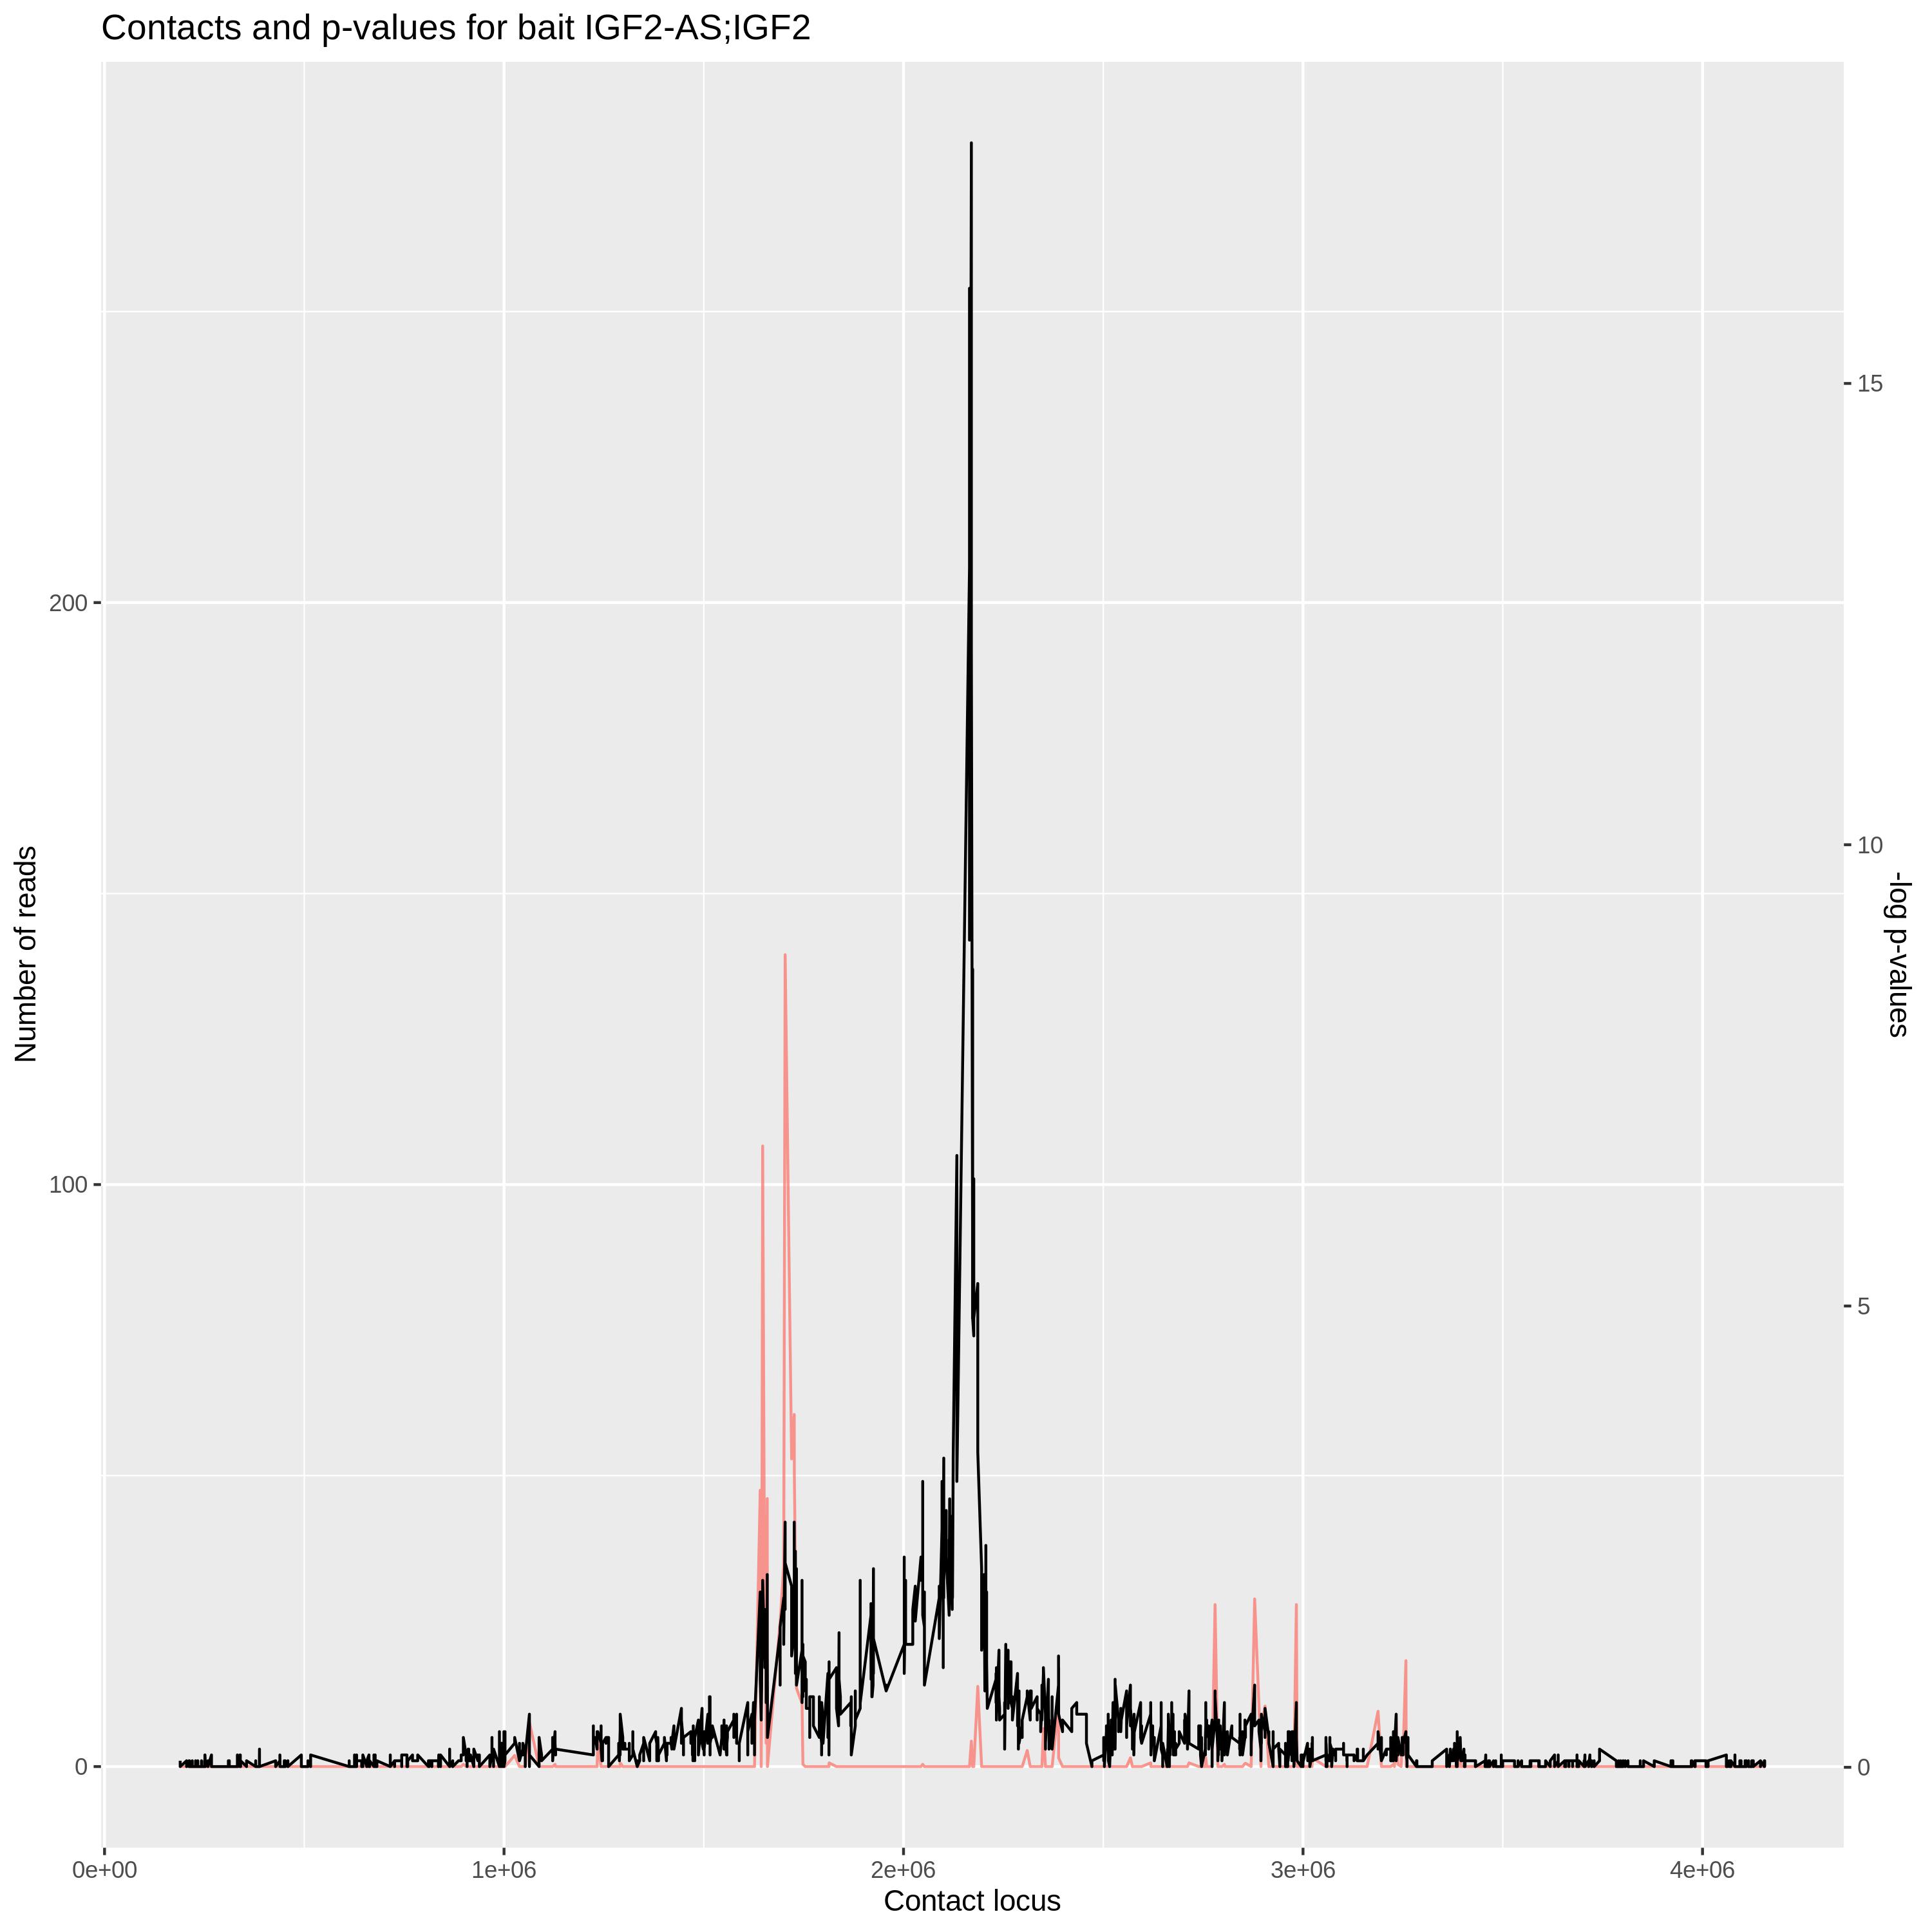 Contacts and p-values for bait IGF2-AS;IGF2
Number of reads
200
100
0
15
10
5
0
-log p-values
0e+00
1e+06
2e+06
3e+06
4e+06
Contact locus